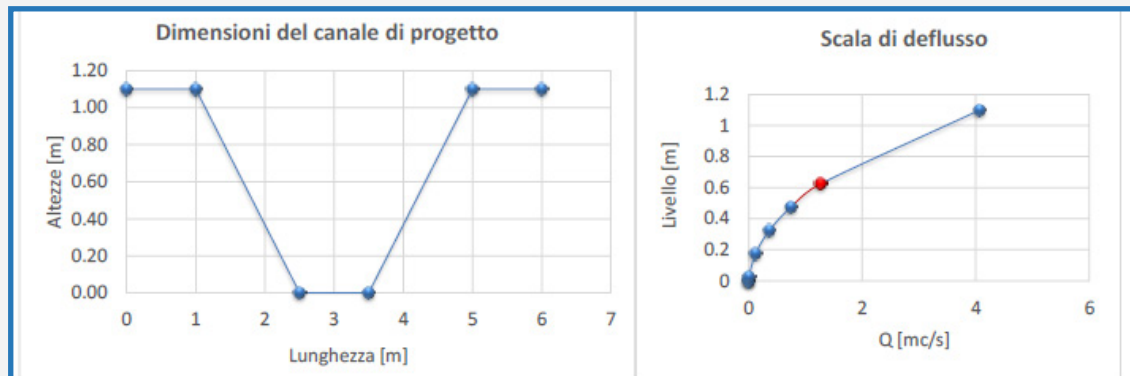 Dimensioni del canale di progetto
1.20
1.00
0.80
0.60
0.40
0.20
0.00
Altezze [m]
0 1 2 3 4 5 6 7
Lunghezza [m]
Scala di deflusso
1.2
1
0.8
0.6
0.4
0.2
0
Livello [m]
0 2 4 6
Q [mc/s]